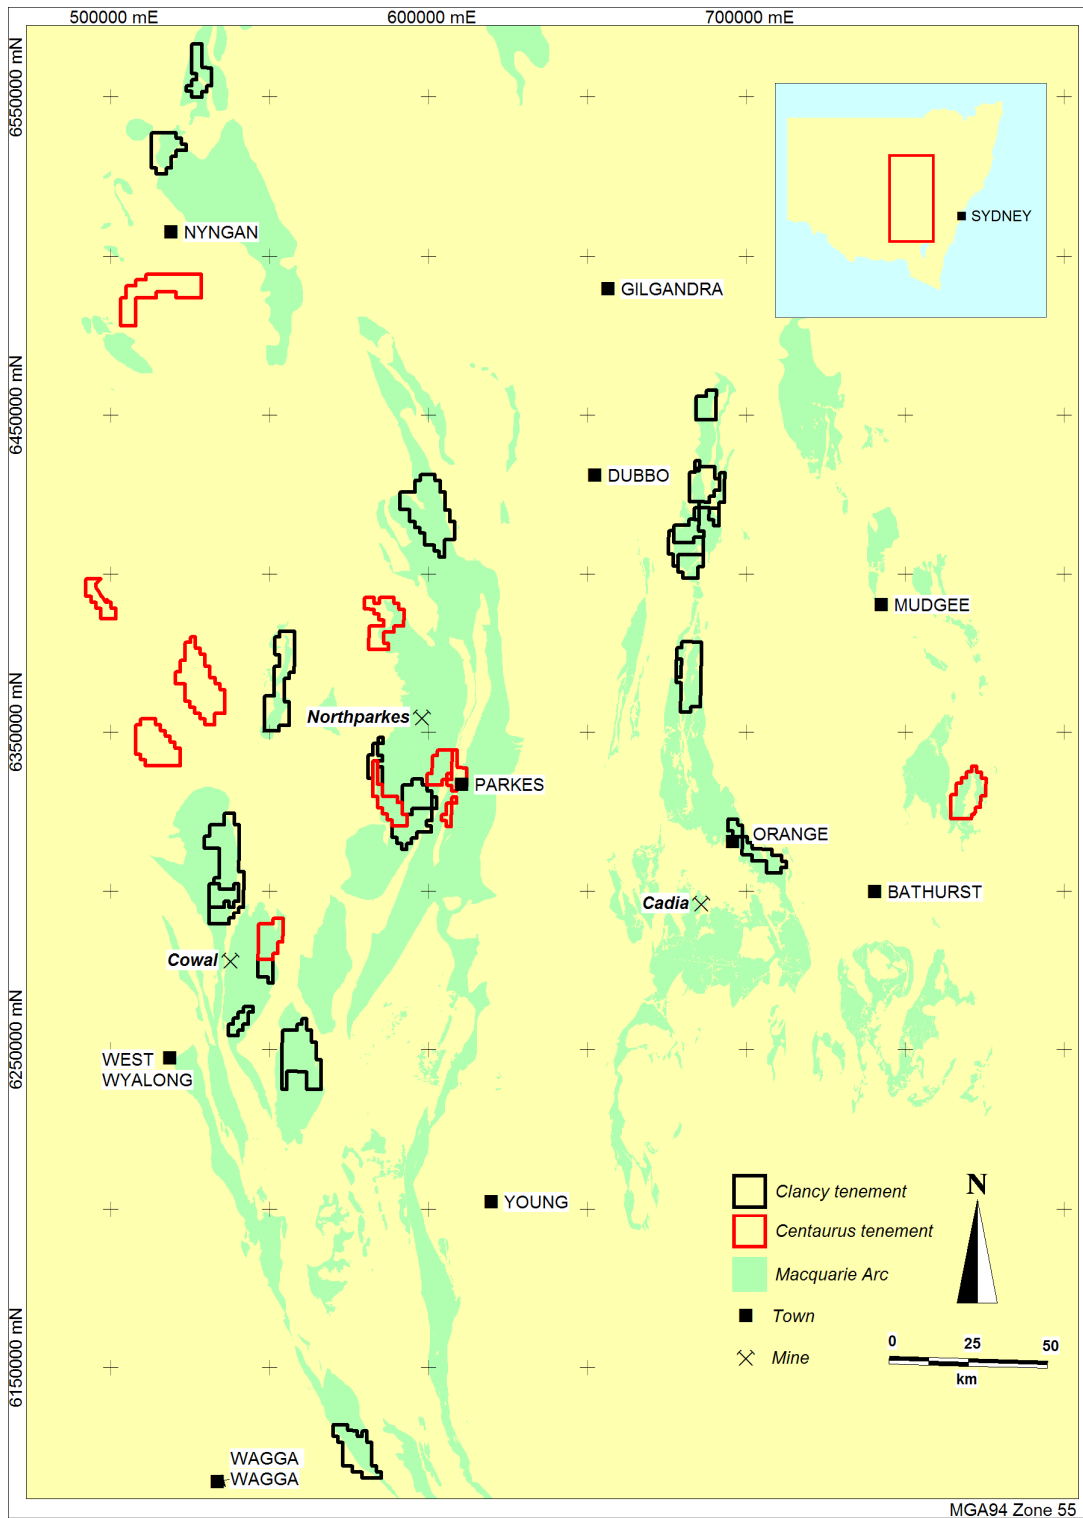 500000 mE
600000 mE
700000 mE
6550000 mN
6450000 mN
6350000 mN
6250000 mN
6150000 mN
SYDNEY
NYNGAN
GILGANDRA
DUBBO
MUDGEE
Northparkes
PARKES
ORANGE
BATHURST
Cadia
Cowal
WEST
WYALONG
YOUNG
WAGGA
WAGGA
Clancy tenement
Centaurus tenement
Macquarie Arc
Town
Mine
N
0 25 50
km
MGA94 Zone 55